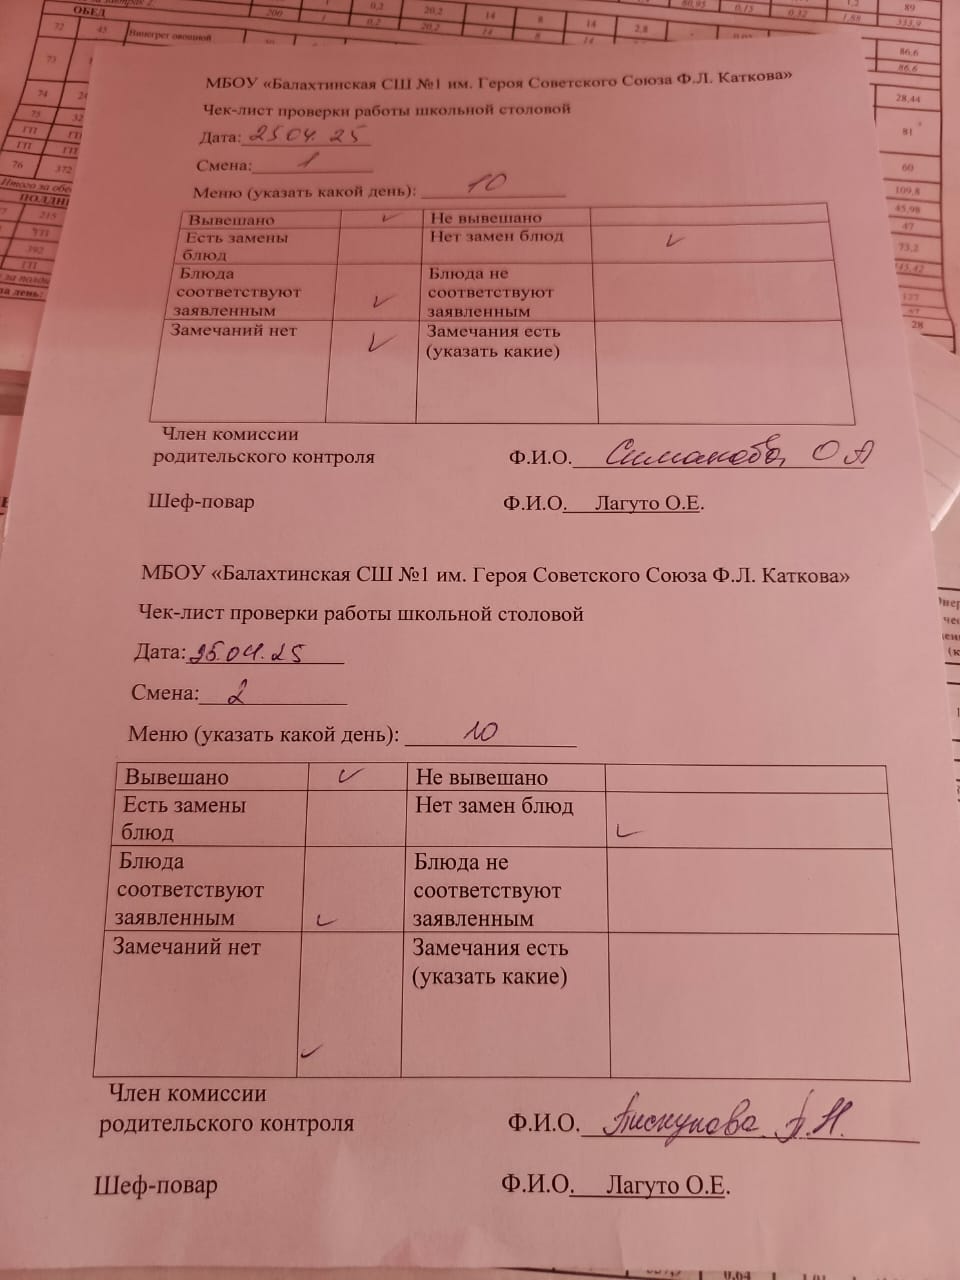 ОБЕД
МБОУ «Балахтинская СШ №1 им. Героя Советского Союза Ф.Л. Каткова»
Чек-лист проверки работы школьной столовой
Дата: 25 04. 25
Смена: 1
Меню (указать какой день): 10
Вывешано ✓ Не вывешано
Есть замены блюд Нет замен блюд ✓
Блюда соответствуют заявленным ✓ Блюда не соответствуют заявленным
Замечаний нет ✓ Замечания есть (указать какие)
Член комиссии
родительского контроля Ф.И.О. Симакова О А
Шеф-повар Ф.И.О. Лагуто О.Е.
МБОУ «Балахтинская СШ №1 им. Героя Советского Союза Ф.Л. Каткова»
Чек-лист проверки работы школьной столовой
Дата: 25.04.25
Смена: 2
Меню (указать какой день): 10
Вывешано ✓ Не вывешано
Есть замены блюд Нет замен блюд ✓
Блюда соответствуют заявленным ✓ Блюда не соответствуют заявленным
Замечаний нет ✓ Замечания есть (указать какие)
Член комиссии
родительского контроля Ф.И.О. Пискунова
Шеф-повар Ф.И.О. Лагуто О.Е.